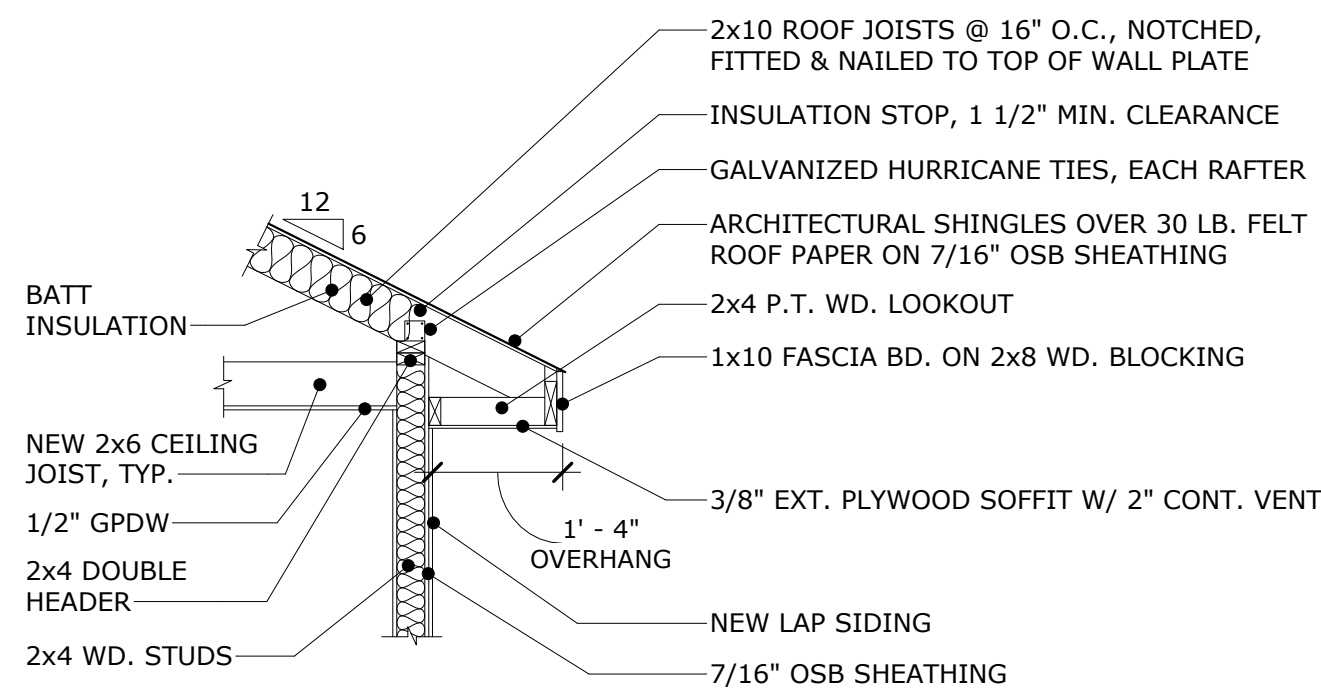 2x10 ROOF JOISTS @ 16" O.C., NOTCHED,
FITTED & NAILED TO TOP OF WALL PLATE
INSULATION STOP, 1 1/2" MIN. CLEARANCE
GALVANIZED HURRICANE TIES, EACH RAFTER
12
6
ARCHITECTURAL SHINGLES OVER 30 LB. FELT
ROOF PAPER ON 7/16" OSB SHEATHING
BATT
INSULATION
2x4 P.T. WD. LOOKOUT
1x10 FASCIA BD. ON 2x8 WD. BLOCKING
NEW 2x6 CEILING
JOIST, TYP.
3/8" EXT. PLYWOOD SOFFIT W/ 2" CONT. VENT
1/2" GPDW
1' - 4"
OVERHANG
2x4 DOUBLE
HEADER
NEW LAP SIDING
2x4 WD. STUDS
7/16" OSB SHEATHING